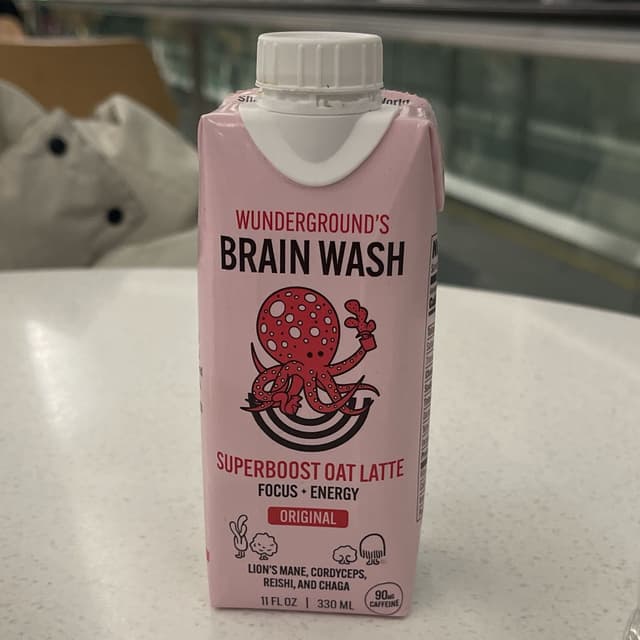 WUNDERGROUND'S
BRAIN WASH
SUPERBOOST OAT LATTE
FOCUS + ENERGY
ORIGINAL
LION'S MANE, CORDYCEPS,
REISHI, AND CHAGA
11 FL OZ | 330 ML
90MG
CAFFEINE